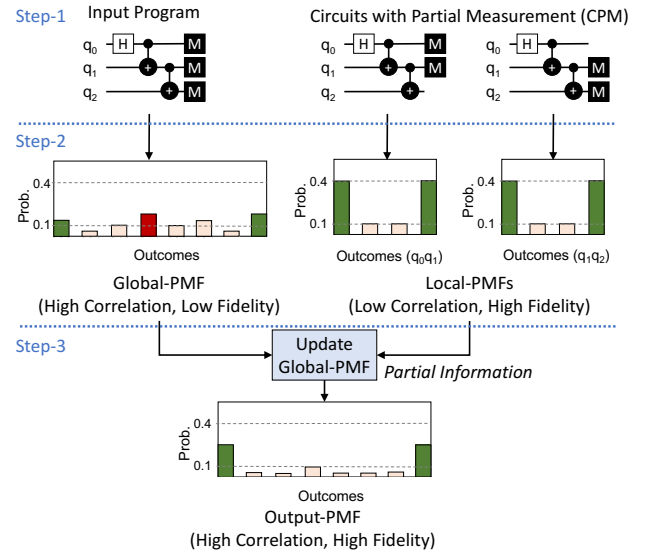 Step-1
Input Program
Circuits with Partial Measurement (CPM)
q0 H M
q1 + M
q2 + M
q0 H M
q1 + M
q2 +
q0 H
q1 + M
q2 + M
Step-2
Prob.
0.4
0.1
Outcomes
Prob.
0.4
0.1
Outcomes (q0q1)
0.4
0.1
Outcomes (q1q2)
Global-PMF
(High Correlation, Low Fidelity)
Local-PMFs
(Low Correlation, High Fidelity)
Step-3
Update
Global-PMF
Partial Information
Prob.
0.4
0.1
Outcomes
Output-PMF
(High Correlation, High Fidelity)